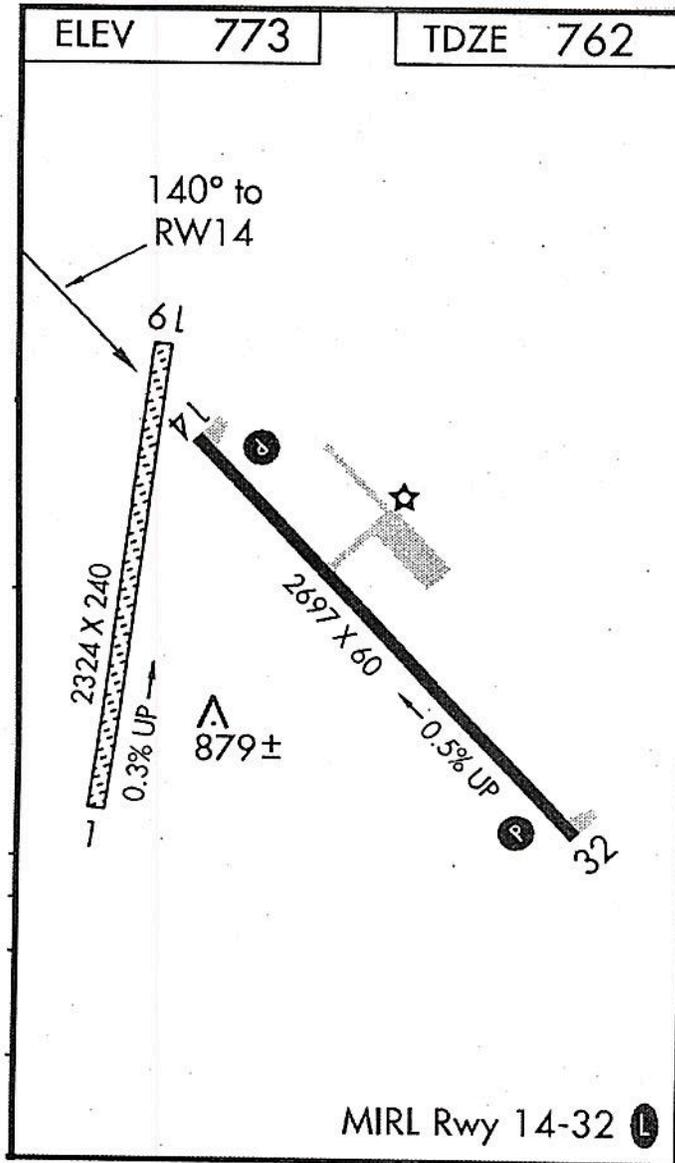 ELEV 773
TDZE 762
140° to
RW14
19
14
P
2324 X 240
0.3% UP
2697 X 60
0.5% UP
879±
P
1
32
MIRL Rwy 14-32 L